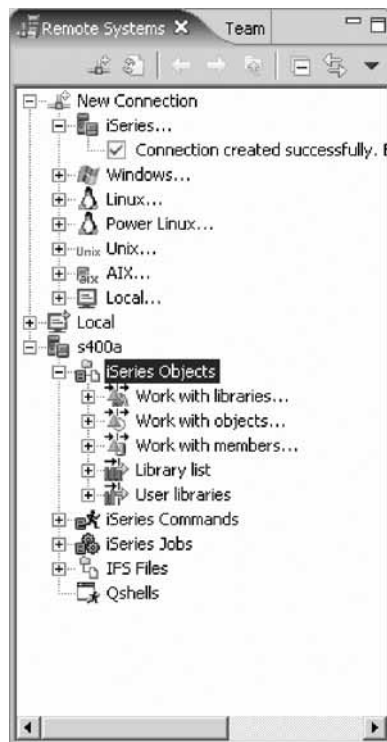 Remote Systems Team
New Connection
iSeries...
Connection created successfully.
Windows...
Linux...
Power Linux...
Unix Unix...
aix AIX...
Local...
Local
s400a
iSeries Objects
Work with libraries...
Work with objects...
Work with members...
Library list
User libraries
iSeries Commands
iSeries Jobs
IFS Files
Qshells